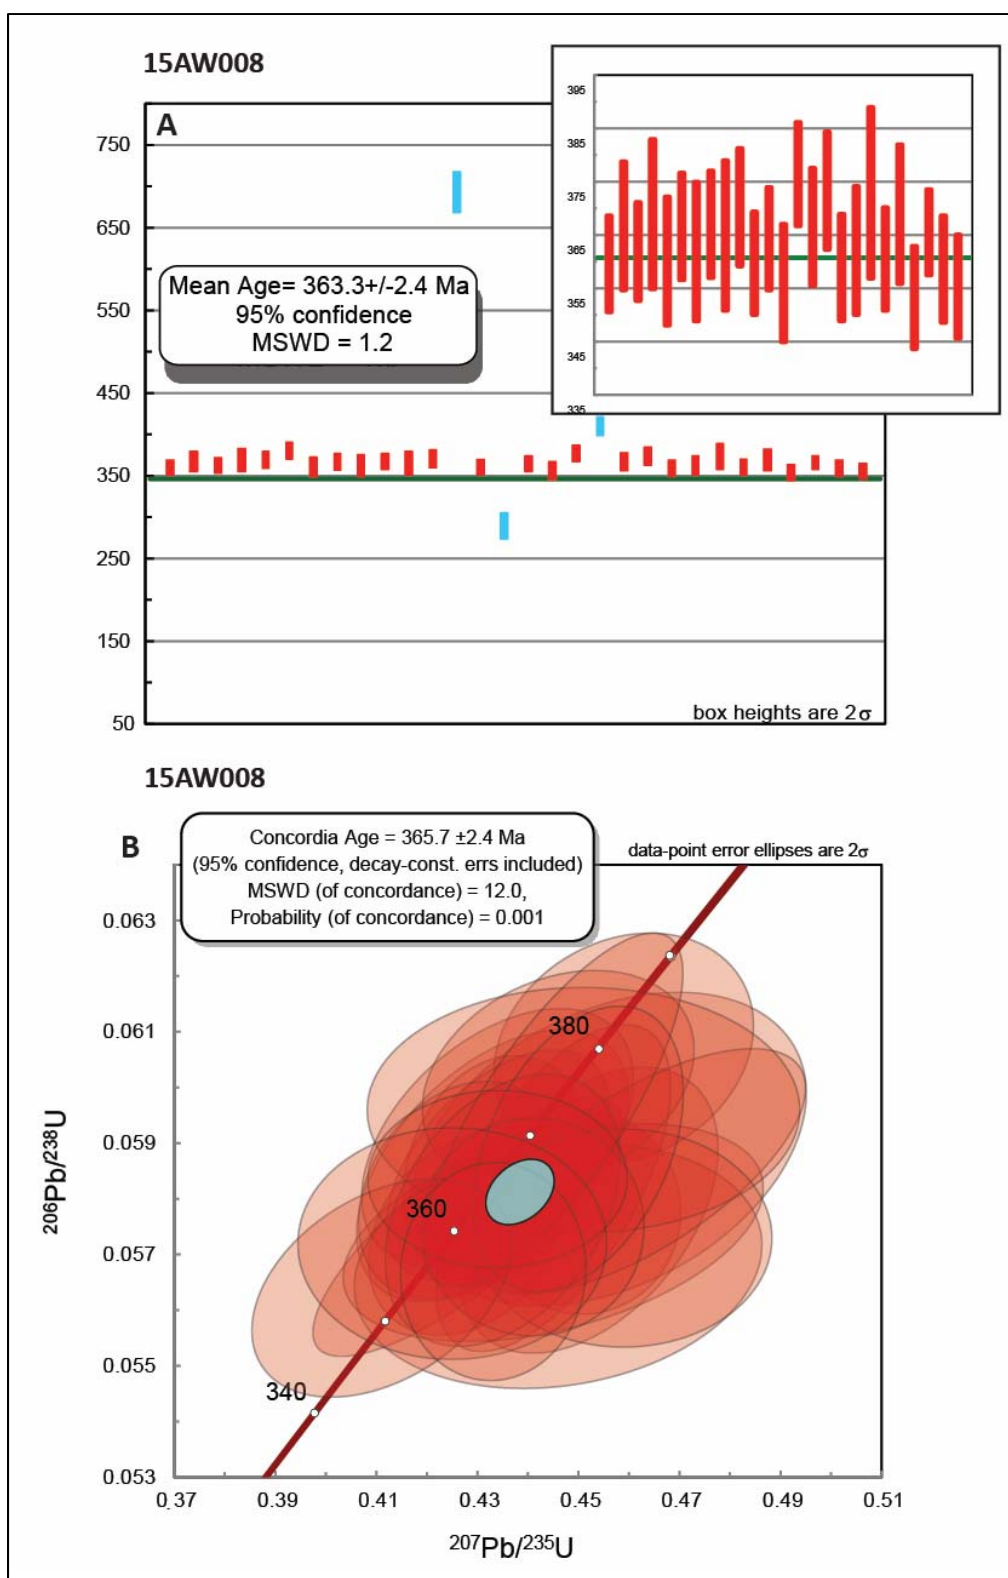 15AW008
A
750
650
550
450
350
250
150
50
Mean Age= 363.3+/-2.4 Ma
95% confidence
MSWD = 1.2
395
385
375
365
355
345
335
box heights are 2σ
15AW008
B
Concordia Age = 365.7 ±2.4 Ma
(95% confidence, decay-const. errs included)
MSWD (of concordance) = 12.0,
Probability (of concordance) = 0.001
data-point error ellipses are 2σ
0.063
0.061
0.059
0.057
0.055
0.053
206Pb/238U
380
360
340
0.37 0.39 0.41 0.43 0.45 0.47 0.49 0.51
207Pb/235U